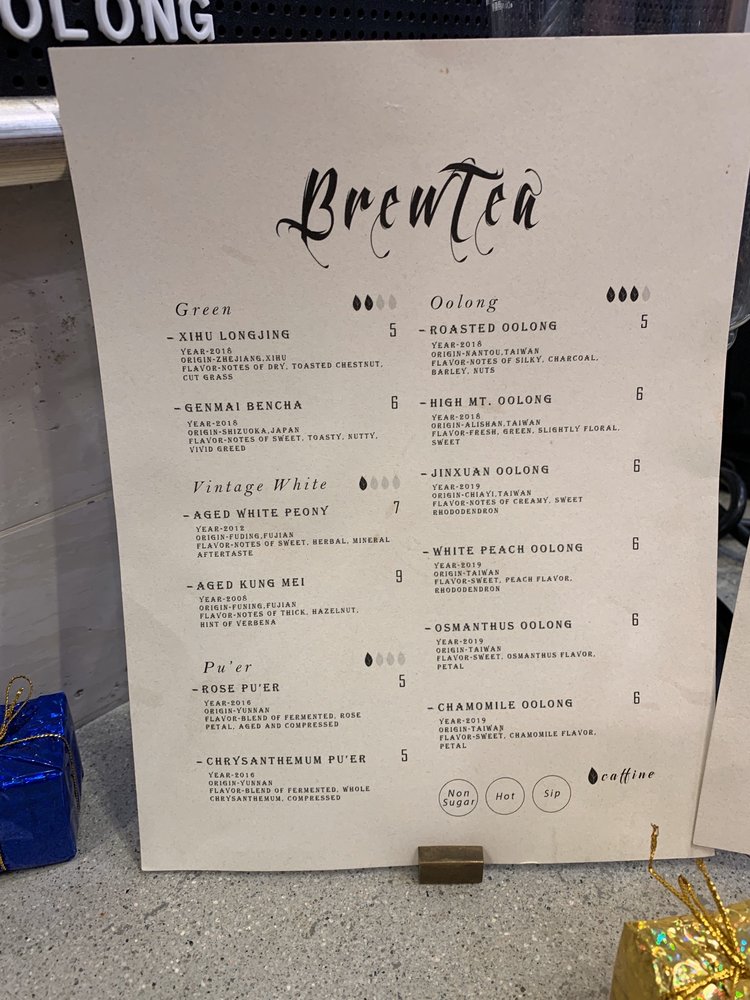 OLONG
BrewTea
Green
– XIHU LONGJING 5
YEAR-2018
ORIGIN-ZHEJIANG,XIHU
FLAVOR-NOTES OF DRY, TOASTED CHESTNUT,
CUT GRASS
– GENMAI BENCHA 6
YEAR-2018
ORIGIN-SHIZUOKA,JAPAN
FLAVOR-NOTES OF SWEET, TOASTY, NUTTY,
VIVID GREED
Vintage White
– AGED WHITE PEONY 7
YEAR-2012
ORIGIN-FUDING,FUJIAN
FLAVOR-NOTES OF SWEET, HERBAL, MINERAL
AFTERTASTE
– AGED KUNG MEI 9
YEAR-2008
ORIGIN-FUNING,FUJIAN
FLAVOR-NOTES OF THICK, HAZELNUT,
HINT OF VERBENA
Pu'er
– ROSE PU'ER 5
YEAR-2016
ORIGIN-YUNNAN
FLAVOR-BLEND OF FERMENTED, ROSE
PETAL, AGED AND COMPRESSED
– CHRYSANTHEMUM PU'ER 5
YEAR-2016
ORIGIN-YUNNAN
FLAVOR-BLEND OF FERMENTED, WHOLE
CHRYSANTHEMUM, COMPRESSED
Oolong
– ROASTED OOLONG 5
YEAR-2018
ORIGIN-NANTOU,TAIWAN
FLAVOR-NOTES OF SILKY, CHARCOAL,
BARLEY, NUTS
– HIGH MT. OOLONG 6
YEAR-2018
ORIGIN-ALISHAN,TAIWAN
FLAVOR-FRESH, GREEN, SLIGHTLY FLORAL,
SWEET
– JINXUAN OOLONG 6
YEAR-2019
ORIGIN-CHIAYI,TAIWAN
FLAVOR-NOTES OF CREAMY, SWEET
RHODODENDRON
– WHITE PEACH OOLONG 6
YEAR-2019
ORIGIN-TAIWAN
FLAVOR-SWEET, PEACH FLAVOR,
RHODODENDRON
– OSMANTHUS OOLONG 6
YEAR-2019
ORIGIN-TAIWAN
FLAVOR-SWEET, OSMANTHUS FLAVOR,
PETAL
– CHAMOMILE OOLONG 6
YEAR-2019
ORIGIN-TAIWAN
FLAVOR-SWEET, CHAMOMILE FLAVOR,
PETAL
caffine
Non
Sugar
Hot
Sip